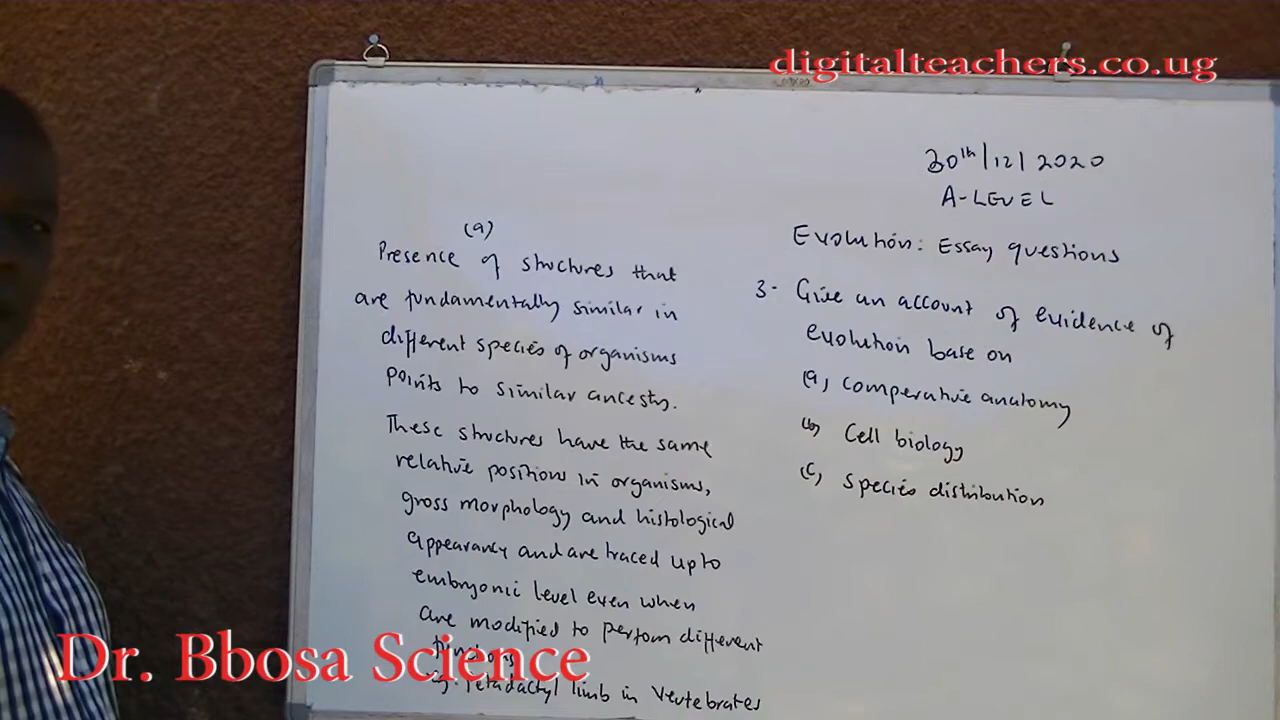 digitalteachers.co.ug
30th/12/2020
A-LEVEL
Evolution: Essay questions
3- Give an account of evidence of
evolution base on
(a) comperative anatomy
(b) Cell biology
(c) species distribution
(a)
Presence of structures that
are fundamentally similar in
different species of organisms
points to similar ancestry.
These structures have the same
relative positions in organisms,
gross morphology and histological
appearancy and are traced up to
embryonic level even when
are modified to perform different
limb in vertebrates
Dr. Bbosa Science